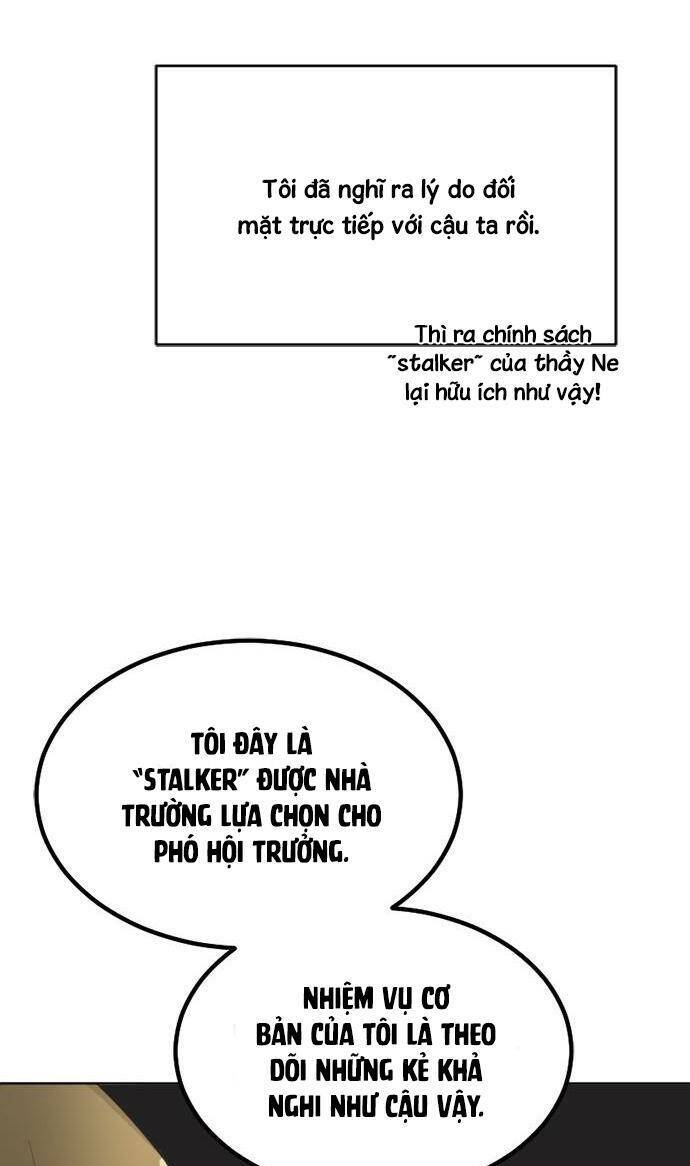 Tôi đã nghĩ ra lý do đối
mặt trực tiếp với cậu ta rồi.
Thì ra chính sách
"stalker" của thầy Ne
lại hữu ích như vậy!
TÔI ĐÂY LÀ
"STALKER" ĐƯỢC NHÀ
TRƯỜNG LỰA CHỌN CHO
PHÓ HỘI TRƯỞNG.
NHIỆM VỤ CƠ
BẢN CỦA TÔI LÀ THEO
DÕI NHỮNG KẺ KHẢ
NGHI NHƯ CẬU VẬY.